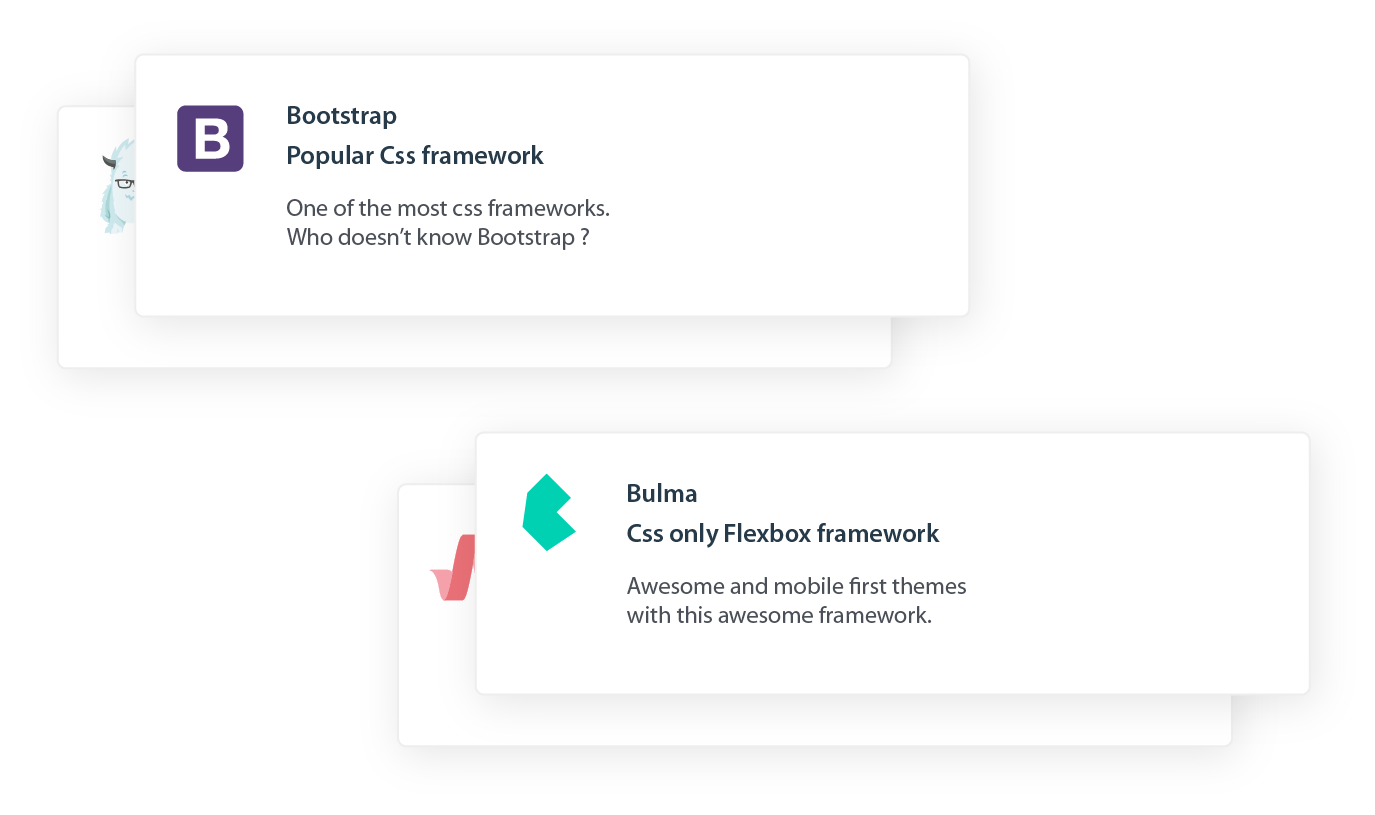 B
Bootstrap
Popular Css framework
One of the most css frameworks.
Who doesn’t know Bootstrap ?
Bulma
Css only Flexbox framework
Awesome and mobile first themes
with this awesome framework.